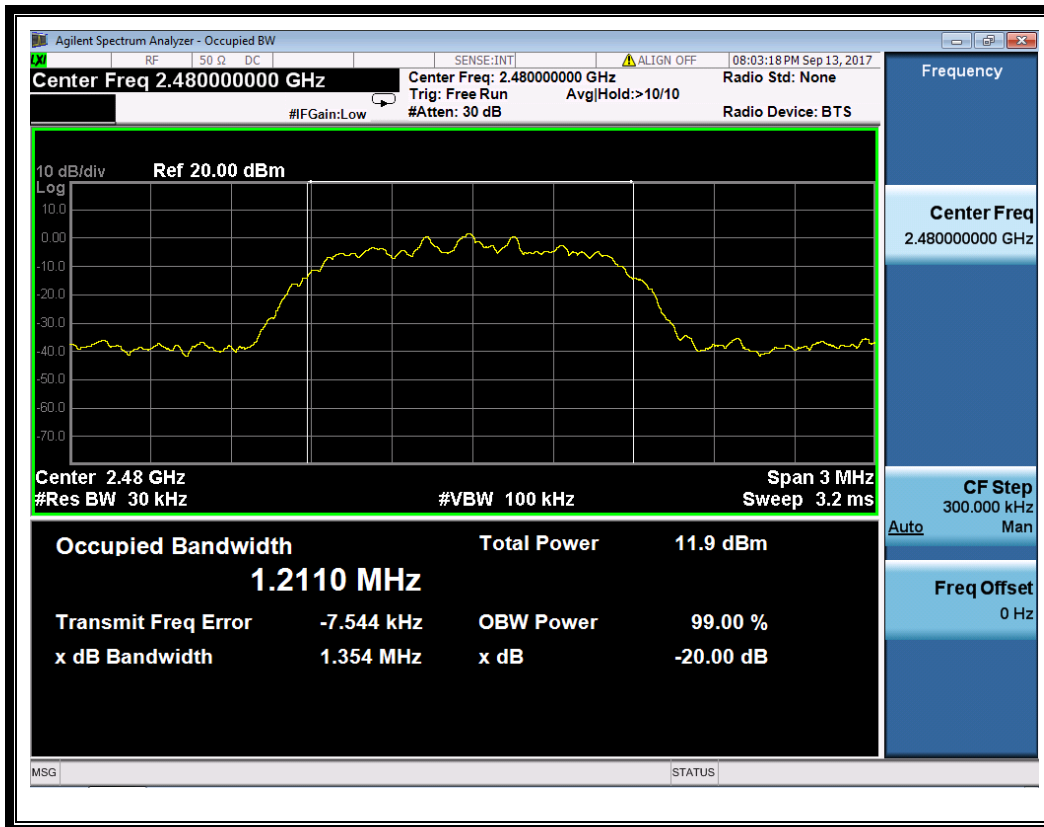 Agilent Spectrum Analyzer - Occupied BW
LXI RF 50 Ω DC SENSE:INT ALIGN OFF 08:03:18 PM Sep 13, 2017
Center Freq 2.480000000 GHz
Center Freq: 2.480000000 GHz
Radio Std: None
Trig: Free Run Avg|Hold:>10/10
#IFGain:Low
#Atten: 30 dB
Radio Device: BTS
10 dB/div Ref 20.00 dBm
Log
10.0
0.00
-10.0
-20.0
-30.0
-40.0
-50.0
-60.0
-70.0
Center 2.48 GHz Span 3 MHz
#Res BW 30 kHz #VBW 100 kHz Sweep 3.2 ms
Occupied Bandwidth Total Power 11.9 dBm
1.2110 MHz
Transmit Freq Error -7.544 kHz OBW Power 99.00 %
x dB Bandwidth 1.354 MHz x dB -20.00 dB
MSG STATUS
Frequency
Center Freq
2.480000000 GHz
CF Step
300.000 kHz
Auto Man
Freq Offset
0 Hz